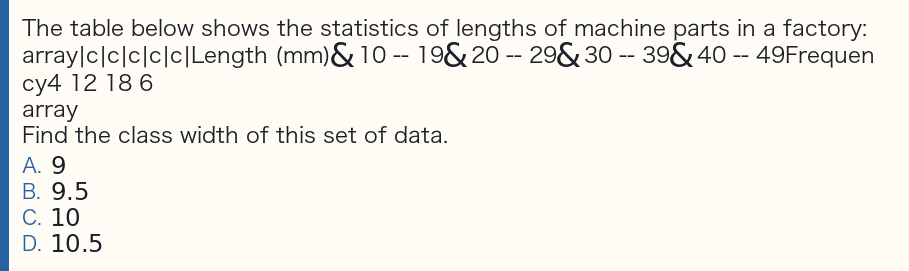 The table below shows the statistics of lengths of machine parts in a factory:
array|c|c|c|c|c|Length (mm)& 10 -- 19& 20 -- 29& 30 -- 39& 40 -- 49Frequen
cy4 12 18 6
array
Find the class width of this set of data.
A. 9
B. 9.5
C. 10
D. 10.5